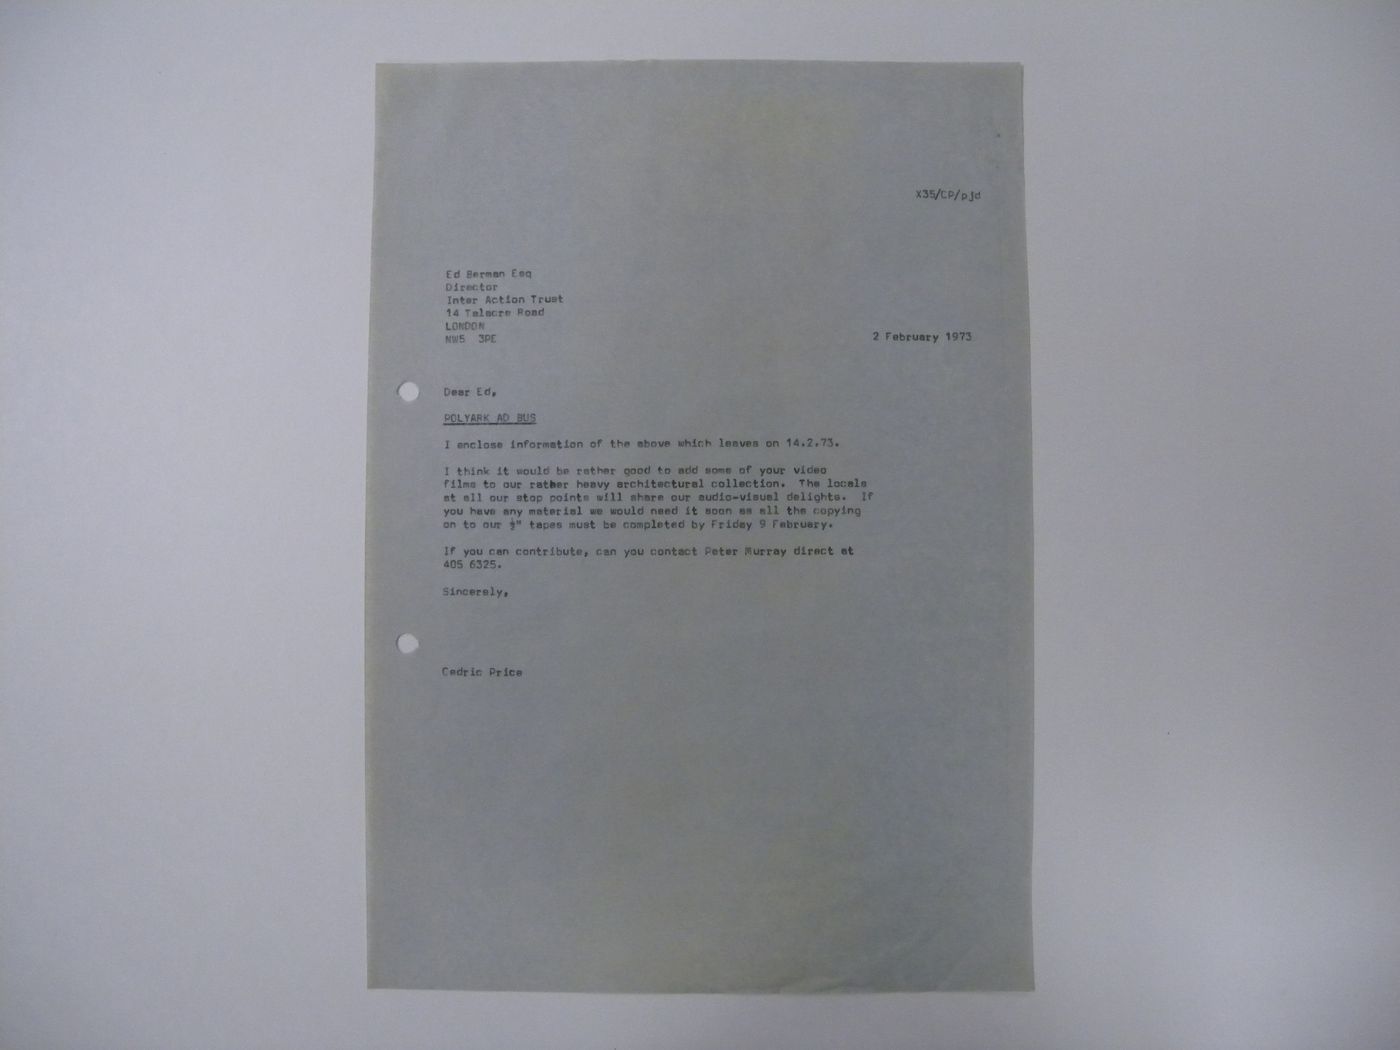 X35/CP/pjd
Ed Berman Esq
Director
Inter Action Trust
14 Talacre Road
LONDON
NW5 3PE
2 February 1973
Dear Ed,
POLYARK AD BUS
I enclose information of the above which leaves on 14.2.73.
I think it would be rather good to add some of your video
films to our rather heavy architectural collection. The locals
at all our stop points will share our audio-visual delights. If
you have any material we would need it soon as all the copying
on to our ½" tapes must be completed by Friday 9 February.
If you can contribute, can you contact Peter Murray direct at
405 6325.
Sincerely,
Cedric Price